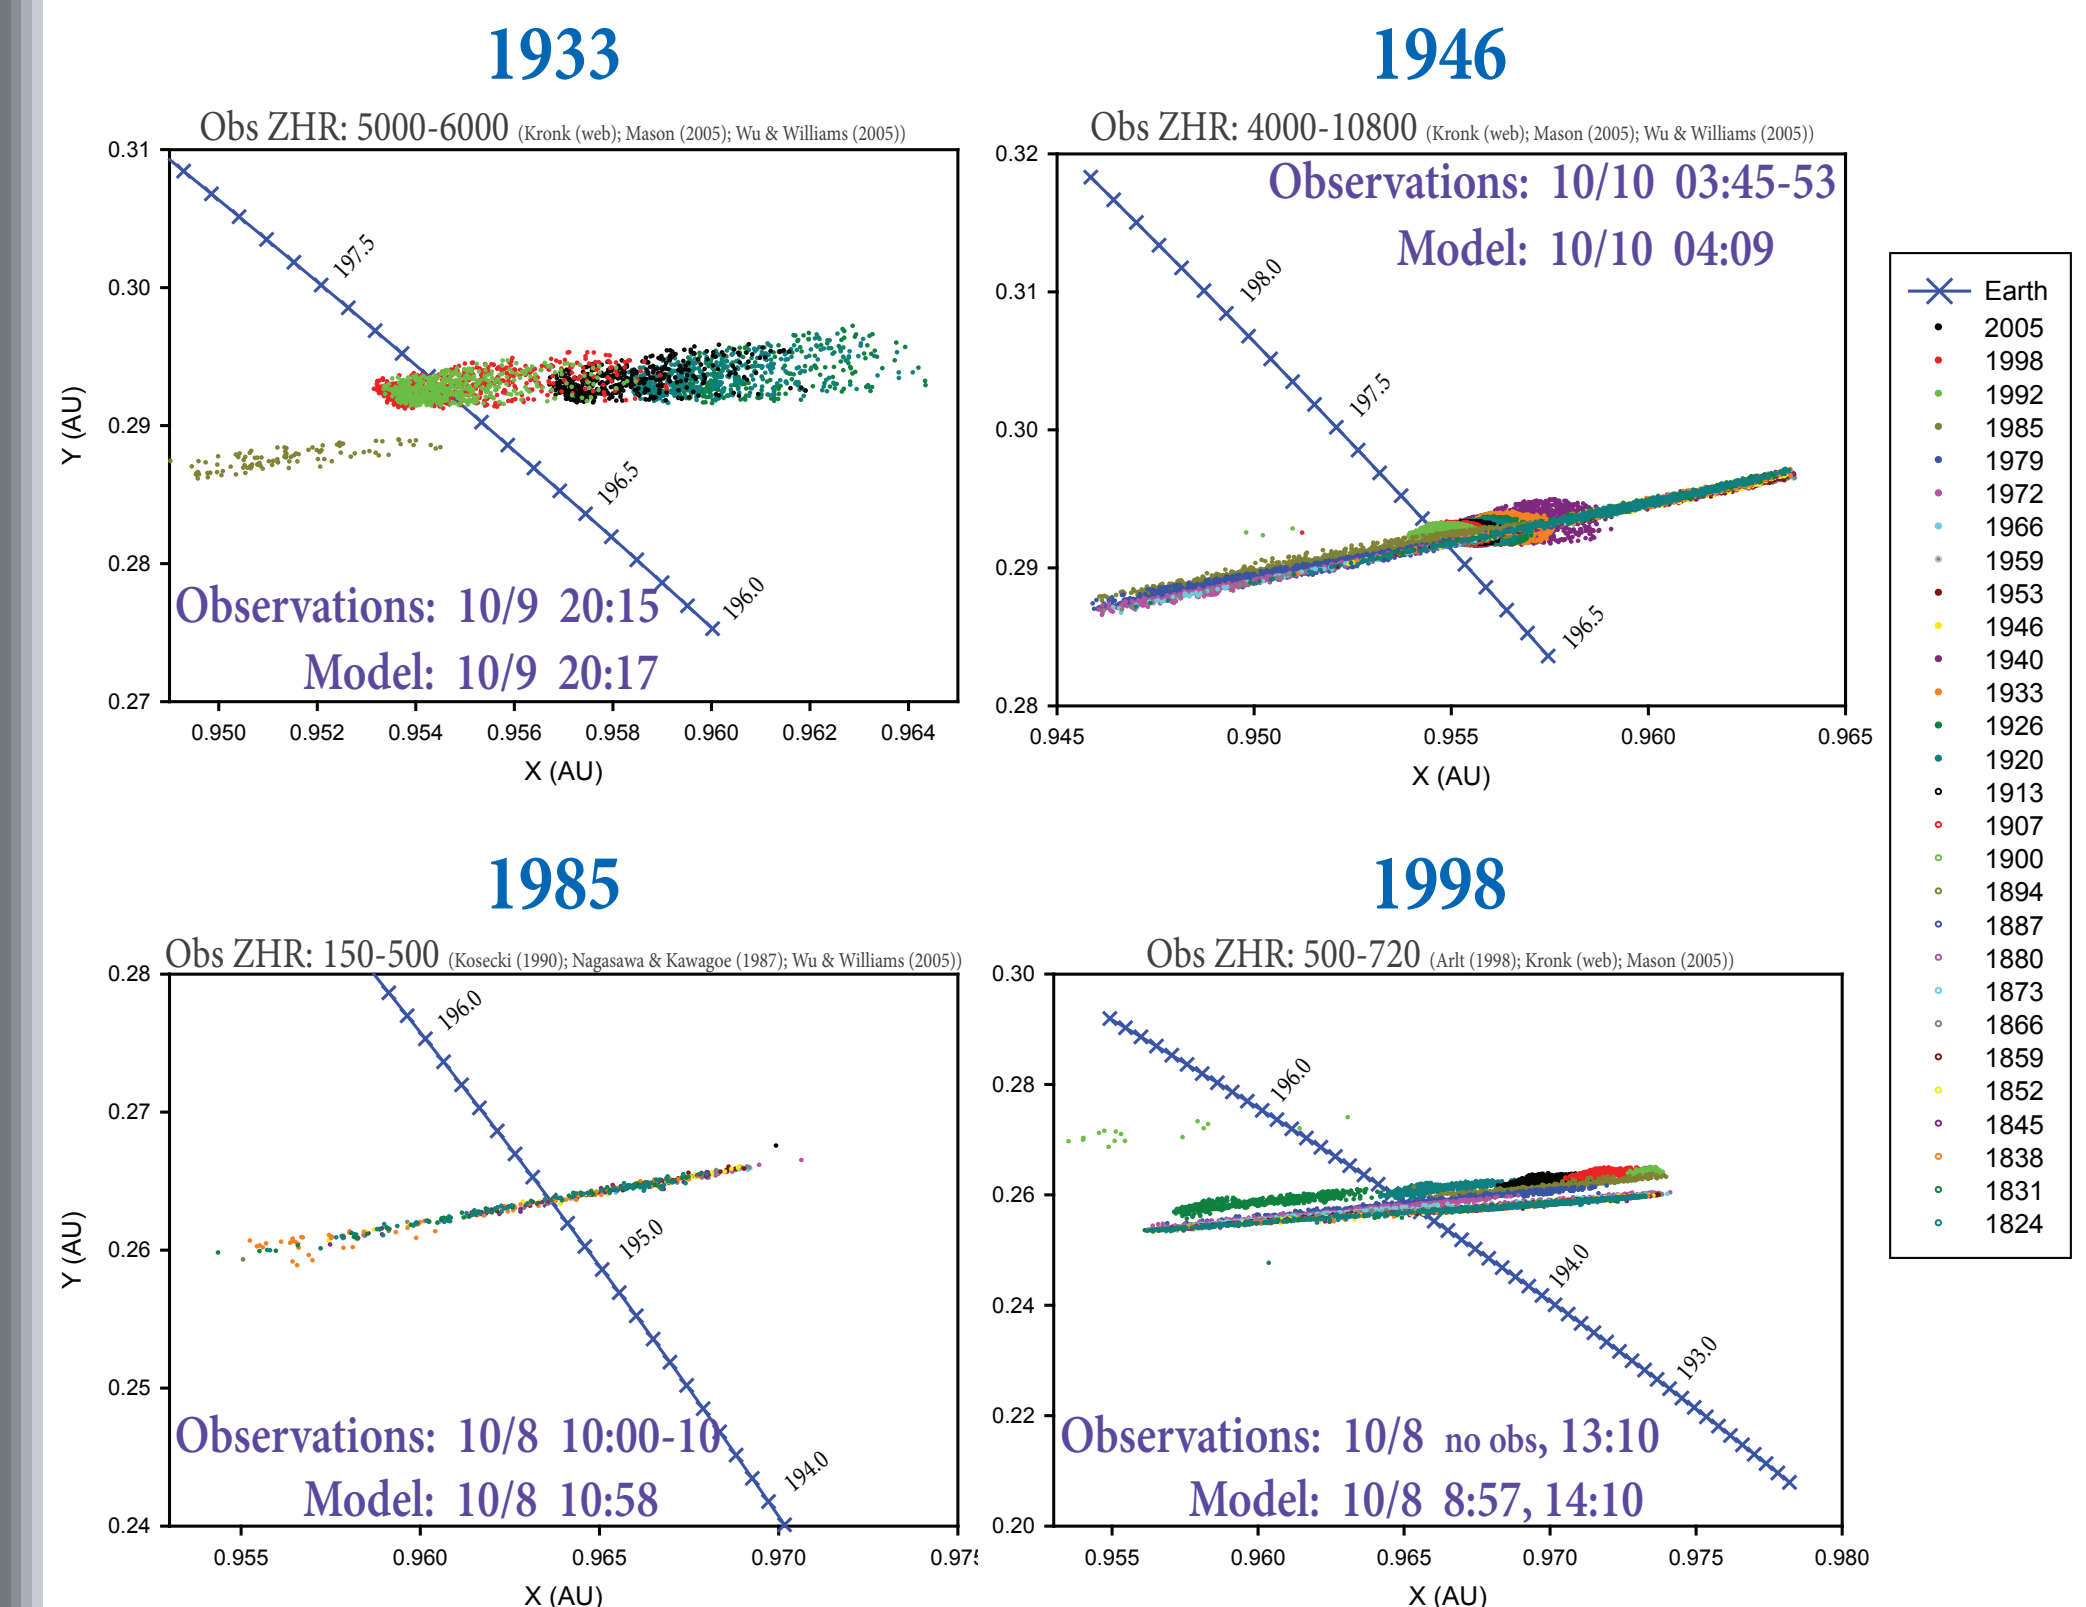 1933
Obs ZHR: 5000-6000 (Kronk (web); Mason (2005); Wu & Williams (2005))
0.31
0.30
0.29
0.28
0.27
Y (AU)
197.5
196.5
196.0
Observations: 10/9 20:15
Model: 10/9 20:17
0.950 0.952 0.954 0.956 0.958 0.960 0.962 0.964
X (AU)
1946
Obs ZHR: 4000-10800 (Kronk (web); Mason (2005); Wu & Williams (2005))
Observations: 10/10 03:45-53
Model: 10/10 04:09
0.32
0.31
0.30
0.29
0.28
198.0
197.5
196.5
0.945 0.950 0.955 0.960 0.965
X (AU)
Earth
2005
1998
1992
1985
1979
1972
1966
1959
1953
1946
1940
1933
1926
1920
1913
1907
1900
1894
1887
1880
1873
1866
1859
1852
1845
1838
1831
1824
1985
Obs ZHR: 150-500 (Kosecki (1990); Nagasawa & Kawagoe (1987); Wu & Williams (2005))
0.28
0.27
0.26
0.25
0.24
Y (AU)
196.0
195.0
194.0
Observations: 10/8 10:00-10
Model: 10/8 10:58
0.955 0.960 0.965 0.970 0.975
X (AU)
1998
Obs ZHR: 500-720 (Arlt (1998); Kronk (web); Mason (2005))
0.30
0.28
0.26
0.24
0.22
0.20
196.0
194.0
193.0
Observations: 10/8 no obs, 13:10
Model: 10/8 8:57, 14:10
0.955 0.960 0.965 0.970 0.975 0.980
X (AU)